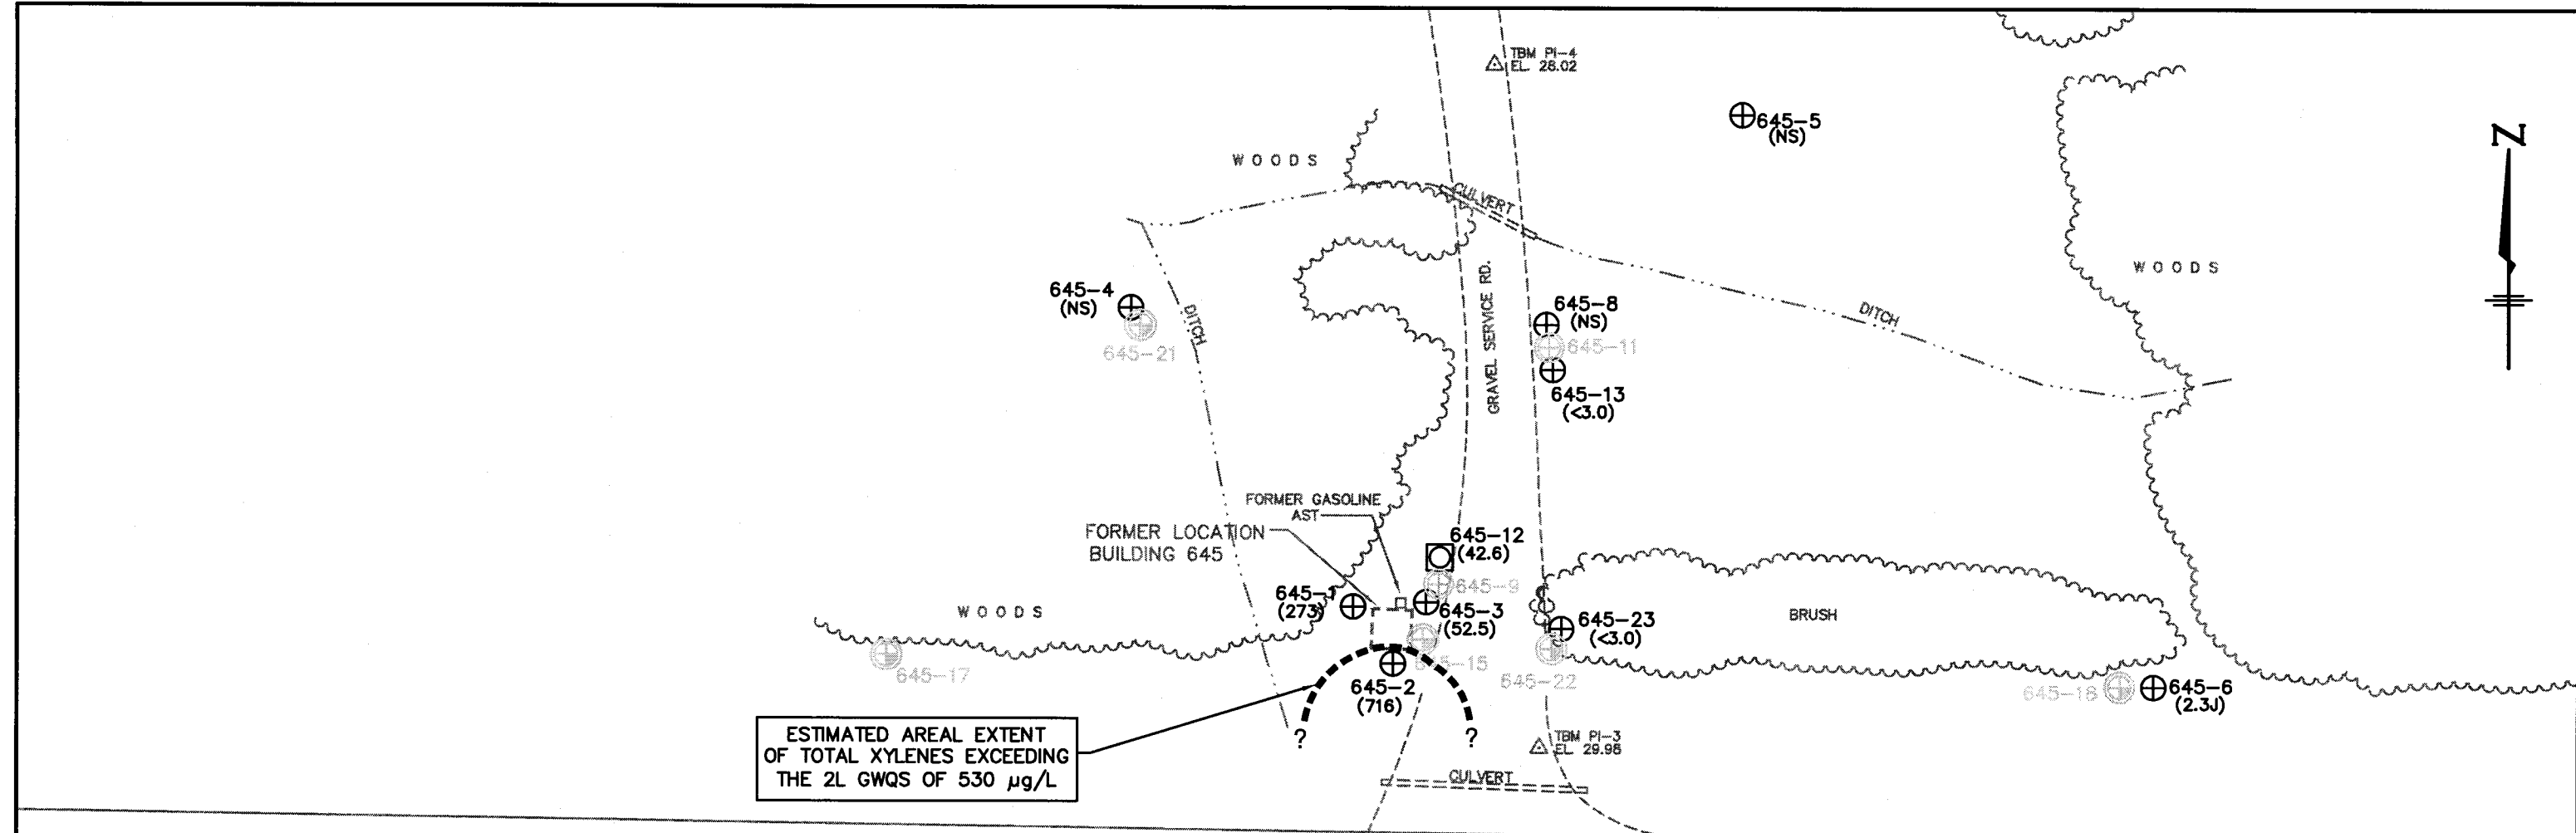 TBM PI-4
EL. 28.02
645-5
(NS)
N
WOODS
CULVERT
GRAVEL SERVICE RD.
WOODS
645-4
(NS)
645-21
DITCH
645-8
(NS)
645-11
645-13
(<3.0)
DITCH
FORMER GASOLINE
AST
FORMER LOCATION
BUILDING 645
645-12
(42.6)
645-9
645-1
(273)
645-3
(52.5)
WOODS
645-17
645-15
645-2
(716)
645-23
(<3.0)
645-22
BRUSH
645-18
645-6
(2.3J)
ESTIMATED AREAL EXTENT
OF TOTAL XYLENES EXCEEDING
THE 2L GWQS OF 530 µg/L
?
?
TBM PI-3
EL. 29.98
CULVERT